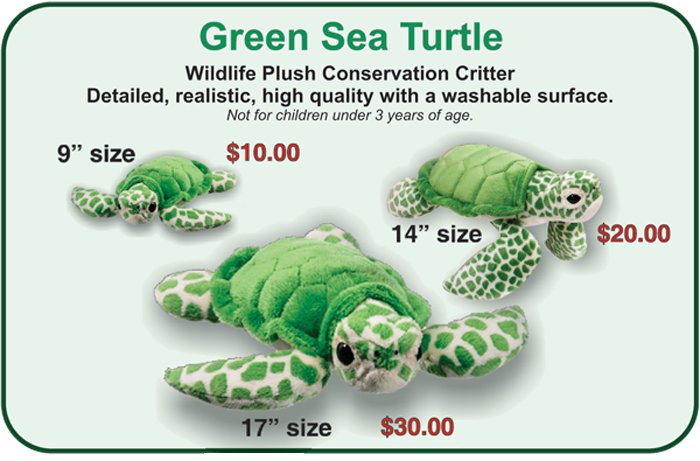 Green Sea Turtle
Wildlife Plush Conservation Critter
Detailed, realistic, high quality with a washable surface.
Not for children under 3 years of age.
9” size $10.00
14” size $20.00
17” size $30.00